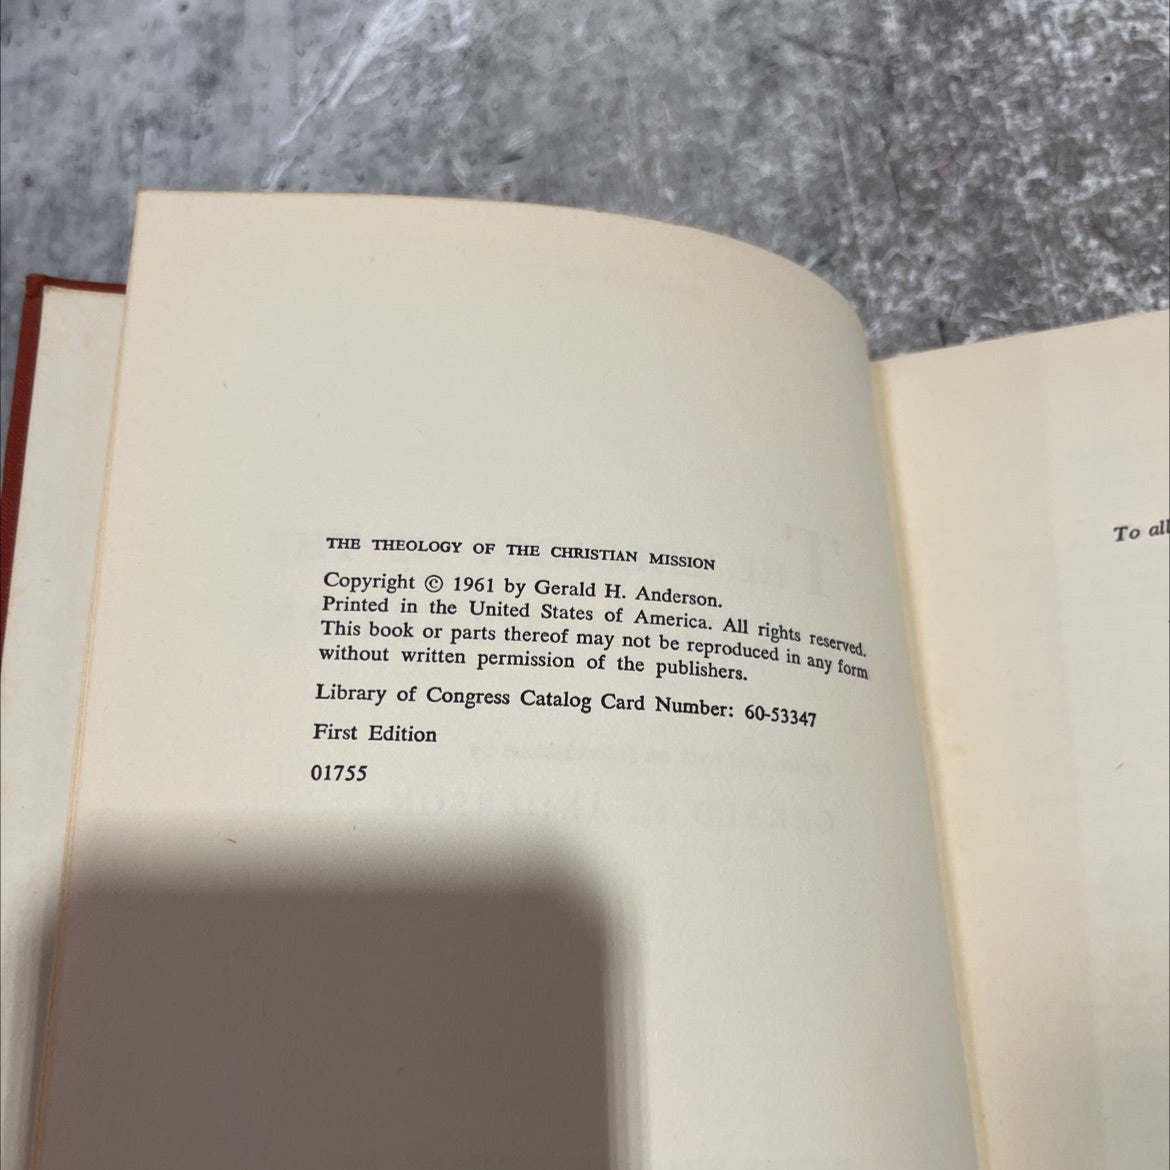 THE THEOLOGY OF THE CHRISTIAN MISSION
Copyright © 1961 by Gerald H. Anderson.
Printed in the United States of America. All rights reserved.
This book or parts thereof may not be reproduced in any form
without written permission of the publishers.
Library of Congress Catalog Card Number: 60-53347
First Edition
01755
To all